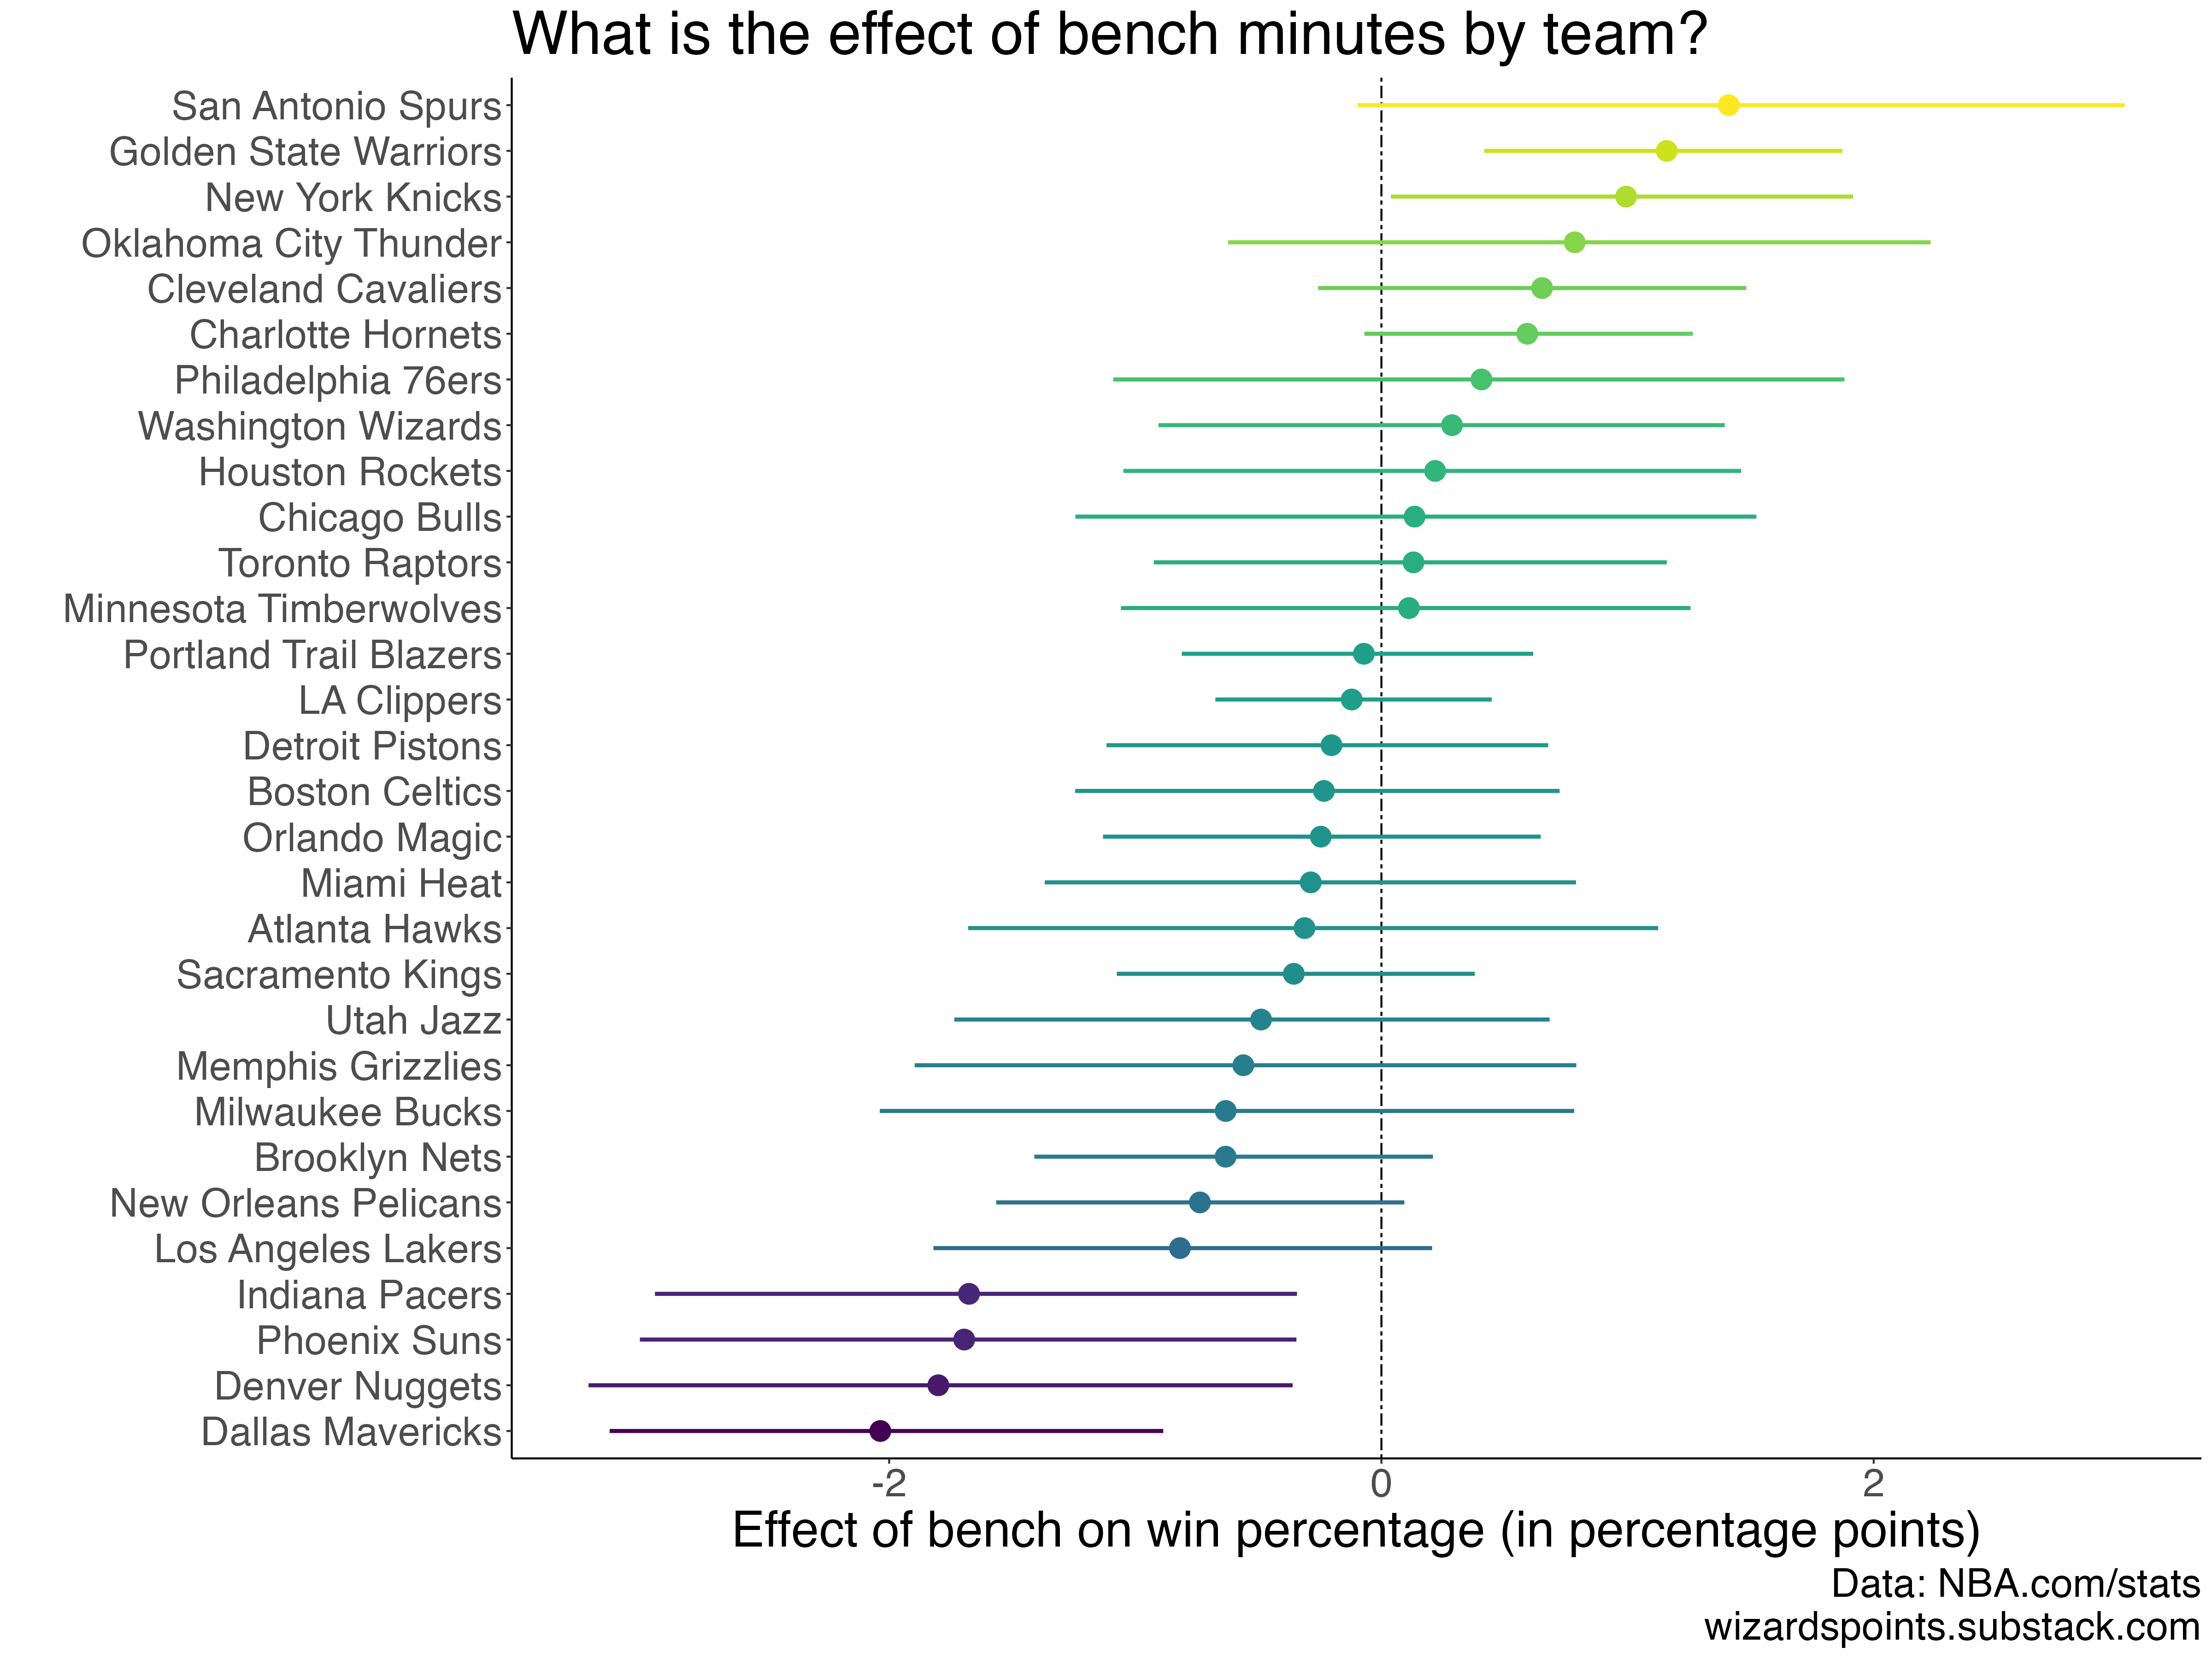 What is the effect of bench minutes by team?
San Antonio Spurs
Golden State Warriors
New York Knicks
Oklahoma City Thunder
Cleveland Cavaliers
Charlotte Hornets
Philadelphia 76ers
Washington Wizards
Houston Rockets
Chicago Bulls
Toronto Raptors
Minnesota Timberwolves
Portland Trail Blazers
LA Clippers
Detroit Pistons
Boston Celtics
Orlando Magic
Miami Heat
Atlanta Hawks
Sacramento Kings
Utah Jazz
Memphis Grizzlies
Milwaukee Bucks
Brooklyn Nets
New Orleans Pelicans
Los Angeles Lakers
Indiana Pacers
Phoenix Suns
Denver Nuggets
Dallas Mavericks
-2 0 2
Effect of bench on win percentage (in percentage points)
Data: NBA.com/stats
wizardspoints.substack.com